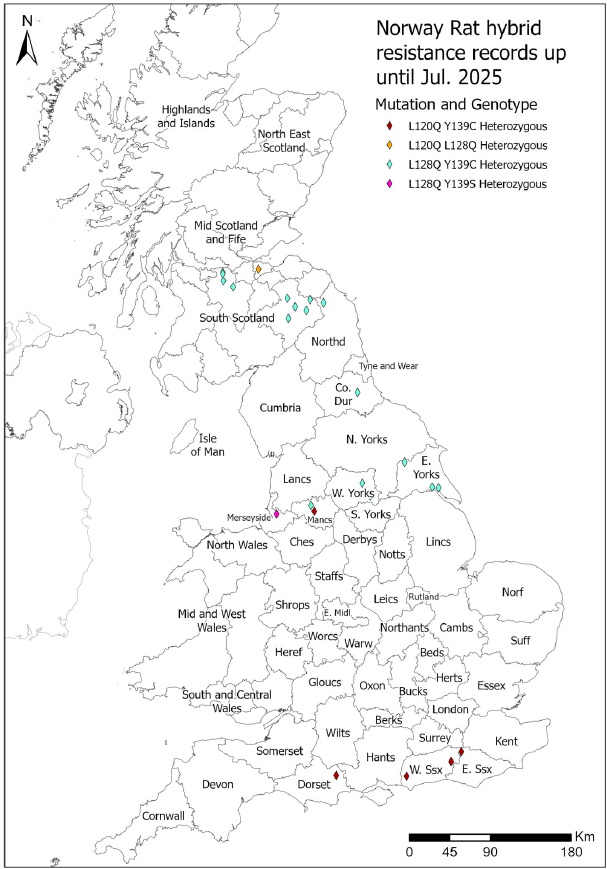 N
Norway Rat hybrid
resistance records up
until Jul. 2025
Mutation and Genotype
L120Q Y139C Heterozygous
L120Q L128Q Heterozygous
L128Q Y139C Heterozygous
L128Q Y139S Heterozygous
Highlands
and Islands
North East
Scotland
Mid Scotland
and Fife
South Scotland
Northd
Tyne and Wear
Co.
Dur
Cumbria
N. Yorks
Isle
of Man
E.
Yorks
Lancs
W. Yorks
S. Yorks
Merseyside
Mancs
Ches
Derbys
Notts
Lincs
North Wales
Staffs
Shrops
E. Midl
Leics
Rutland
Norf
Mid and West
Wales
Worcs
Warw
Northants
Cambs
Suff
Heref
Beds
Gloucs
Oxon
Bucks
Herts
Essex
South and Central
Wales
London
Berks
Wilts
Surrey
Kent
Somerset
Hants
W. Ssx
E. Ssx
Devon
Dorset
Cornwall
Km
0 45 90 180